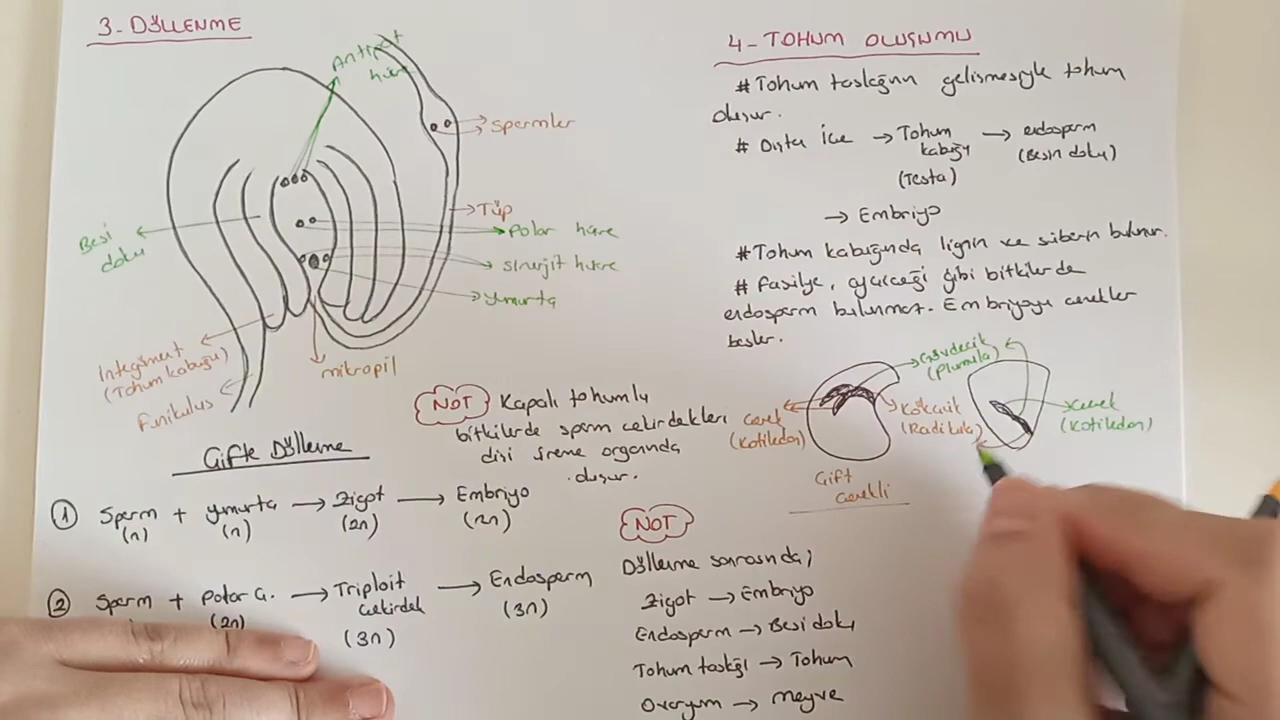 3- DÖLLENME
Antipot hücre
Spermler
Tüp
Polar hücre
Sinerjit hücre
yumurta
Besi
doku
Integüment
(Tohum kabuğu)
Funikulus
mikropil
NOT Kapalı tohumlu
bitkilerde sperm çekirdekleri
dişi üreme organında
oluşur.
Çifte Döllenme
1 Sperm + yumurta → Zigot → Embriyo
(n) (n) (2n) (2n)
2 Sperm + Polar Ç. → Triploit → Endosperm
çekirdek
(2n) (3n) (3n)
4- TOHUM OLUŞUMU
# Tohum taslağının gelişmesiyle tohum
oluşur.
# Dışta içe → Tohum → endosperm
kabuğu (Besin doku)
(Testa)
→ Embriyo
# Tohum kabuğunda lignin ve süberin bulunur.
# Fasülye, ayçiçeği gibi bitkilerde
endosperm bulunmaz. Embriyoyu çenekler
besler.
Gövdecik
(Plumula)
Çenek
(Kotiledon)
Kökcük
(Radikula)
Çenek
(Kotiledon)
Çift
çenekli
NOT
Döllenme sonrasında;
Zigot → Embriyo
Endosperm → Besi doku
Tohum taslağı → Tohum
Ovaryum → Meyve